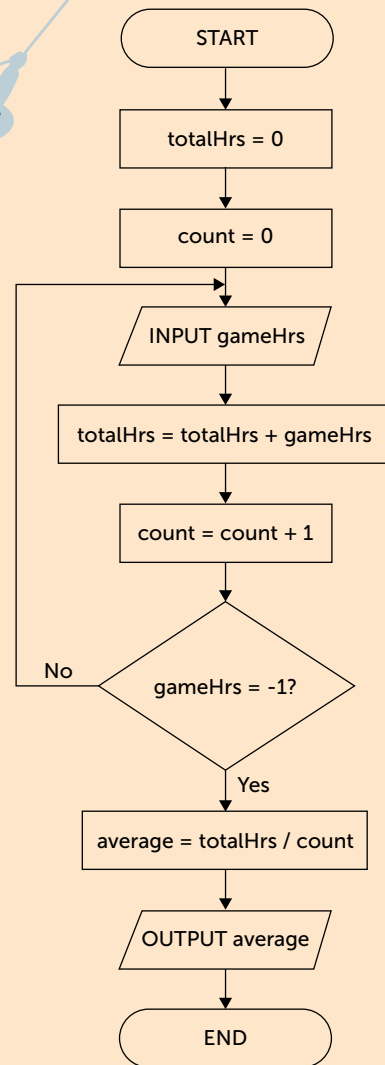 START
totalHrs = 0
count = 0
INPUT gameHrs
totalHrs = totalHrs + gameHrs
count = count + 1
gameHrs = -1?
No
Yes
average = totalHrs / count
OUTPUT average
END